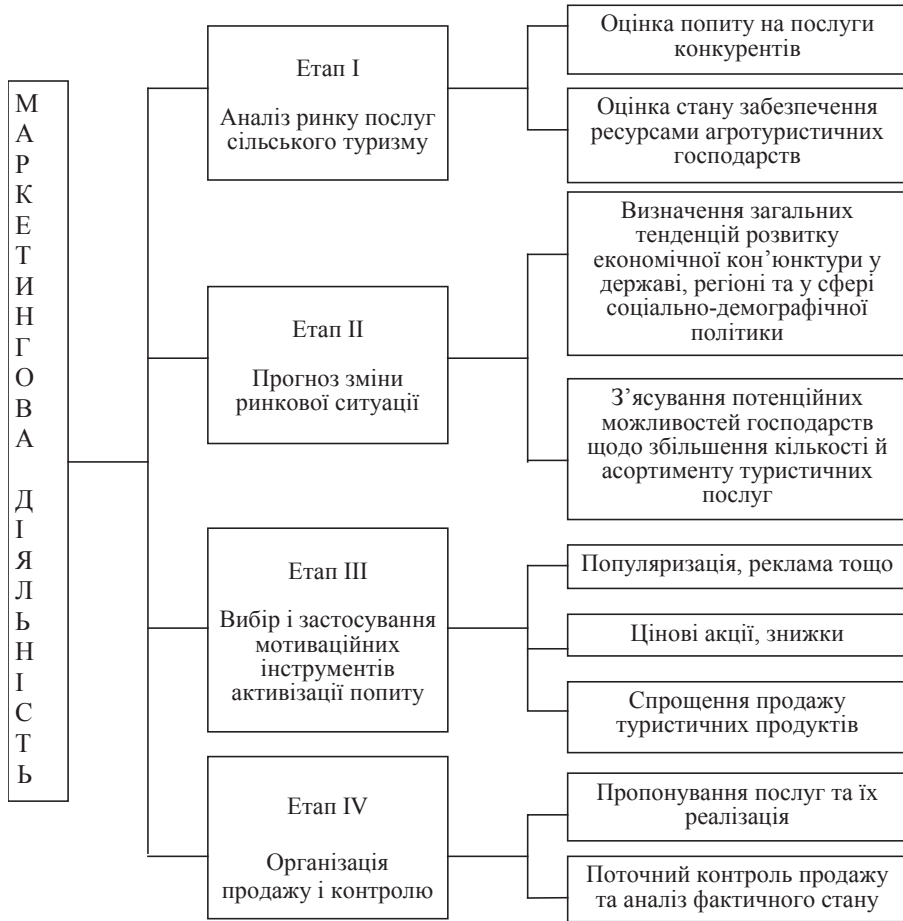 МАРКЕТИНГОВА ДІЯЛЬНІСТЬ
Етап I
Аналіз ринку послуг
сільського туризму
Оцінка попиту на послуги
конкурентів
Оцінка стану забезпечення
ресурсами агротуристичних
господарств
Етап II
Прогноз зміни
ринкової ситуації
Визначення загальних
тенденцій розвитку
економічної кон’юнктури у
державі, регіоні та у сфері
соціально-демографічної
політики
З’ясування потенційних
можливостей господарств
щодо збільшення кількості й
асортименту туристичних
послуг
Етап III
Вибір і застосування
мотиваційних
інструментів
активізації попиту
Популяризація, реклама тощо
Цінові акції, знижки
Спрощення продажу
туристичних продуктів
Етап IV
Організація
продажу і контролю
Пропонування послуг та їх
реалізація
Поточний контроль продажу
та аналіз фактичного стану